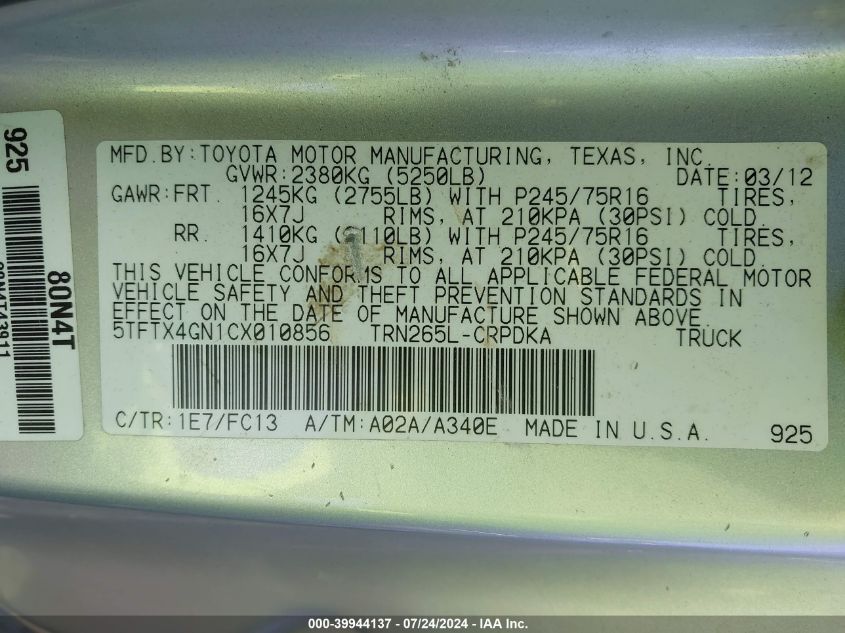 MFD.BY:TOYOTA MOTOR MANUFACTURING, TEXAS, INC.
GVWR:2380KG (5250LB) DATE:03/12
GAWR:FRT. 1245KG (2755LB) WITH P245/75R16 TIRES,
16X7J RIMS, AT 210KPA (30PSI) COLD
RR. 1410KG (3110LB) WITH P245/75R16 TIRES,
16X7J RIMS, AT 210KPA (30PSI) COLD
THIS VEHICLE CONFORMS TO ALL APPLICABLE FEDERAL MOTOR
VEHICLE SAFETY AND THEFT PREVENTION STANDARDS IN
EFFECT ON THE DATE OF MANUFACTURE SHOWN ABOVE.
5TFTX4GN1CX010856 TRN265L-CRPDKA TRUCK
C/TR:1E7/FC13 A/TM:A02A/A340E MADE IN U.S.A. 925
925
80N4T
000-39944137 - 07/24/2024 - IAA Inc.